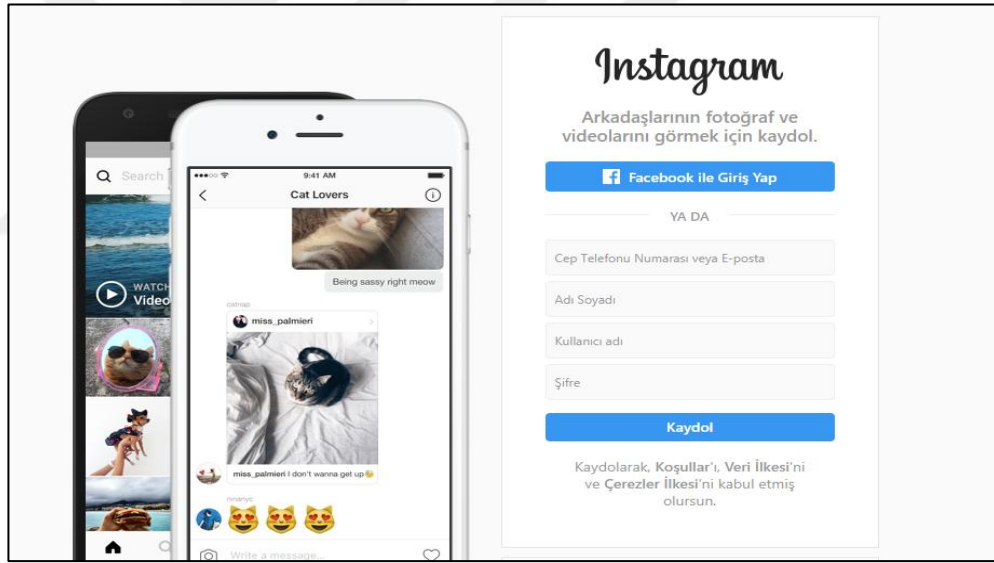 Search
WATCH
Video
9:41 AM
Cat Lovers
Being sassy right meow
catnap
miss_palmieri
miss_palmieri I don't wanna get up
ninanyc
Write a message...
Instagram
Arkadaşlarının fotoğraf ve
videolarını görmek için kaydol.
Facebook ile Giriş Yap
YA DA
Cep Telefonu Numarası veya E-posta
Adı Soyadı
Kullanıcı adı
Şifre
Kaydol
Kaydolarak, Koşullar'ı, Veri İlkesi'ni
ve Çerezler İlkesi'ni kabul etmiş
olursun.